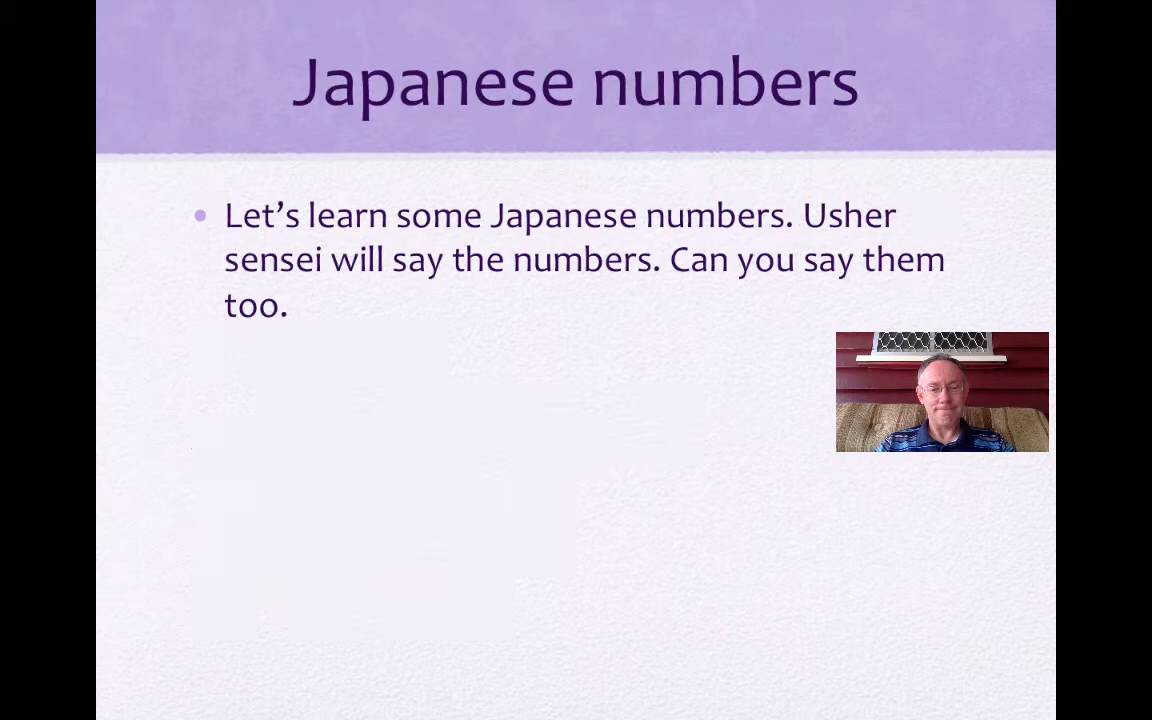 Japanese numbers
Let's learn some Japanese numbers. Usher
sensei will say the numbers. Can you say them
too.